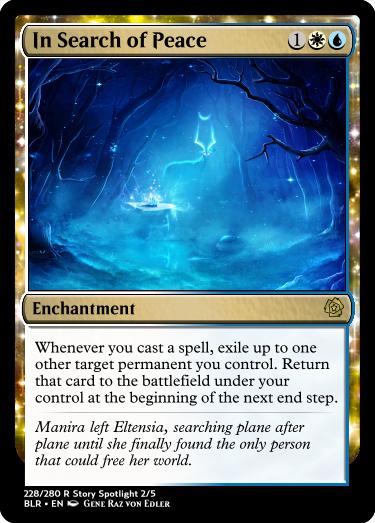 In Search of Peace 1
Enchantment
Whenever you cast a spell, exile up to one
other target permanent you control. Return
that card to the battlefield under your
control at the beginning of the next end step.
Manira left Eltensia, searching plane after
plane until she finally found the only person
that could free her world.
228/280 R Story Spotlight 2/5
BLR • EN Gene Raz von Edler